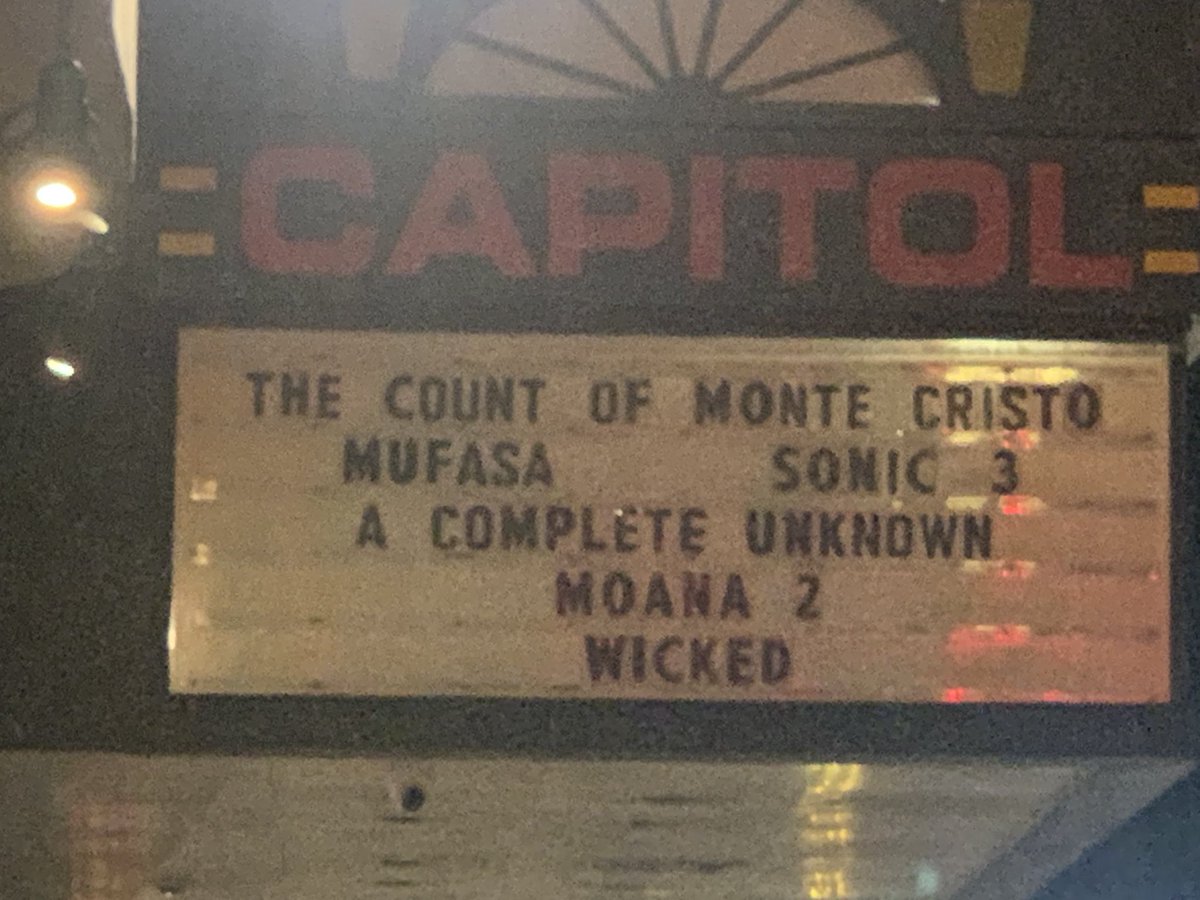 CAPITOL
THE COUNT OF MONTE CRISTO
MUFASA SONIC 3
A COMPLETE UNKNOWN
MOANA 2
WICKED